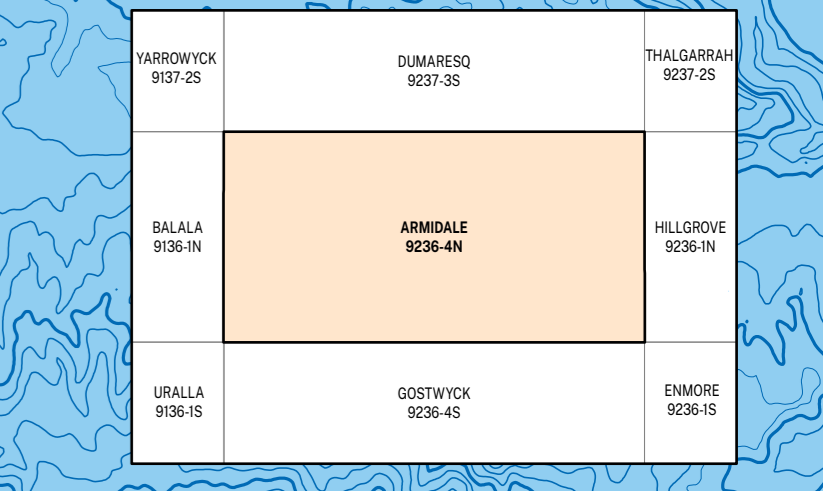 YARROWYCK
9137-2S
DUMARESQ
9237-3S
THALGARRAH
9237-2S
BALALA
9136-1N
ARMIDALE
9236-4N
HILLGROVE
9236-1N
URALLA
9136-1S
GOSTWYCK
9236-4S
ENMORE
9236-1S